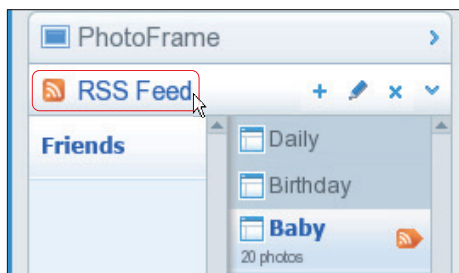 PhotoFrame
RSS Feed
Friends
Daily
Birthday
Baby
20 photos